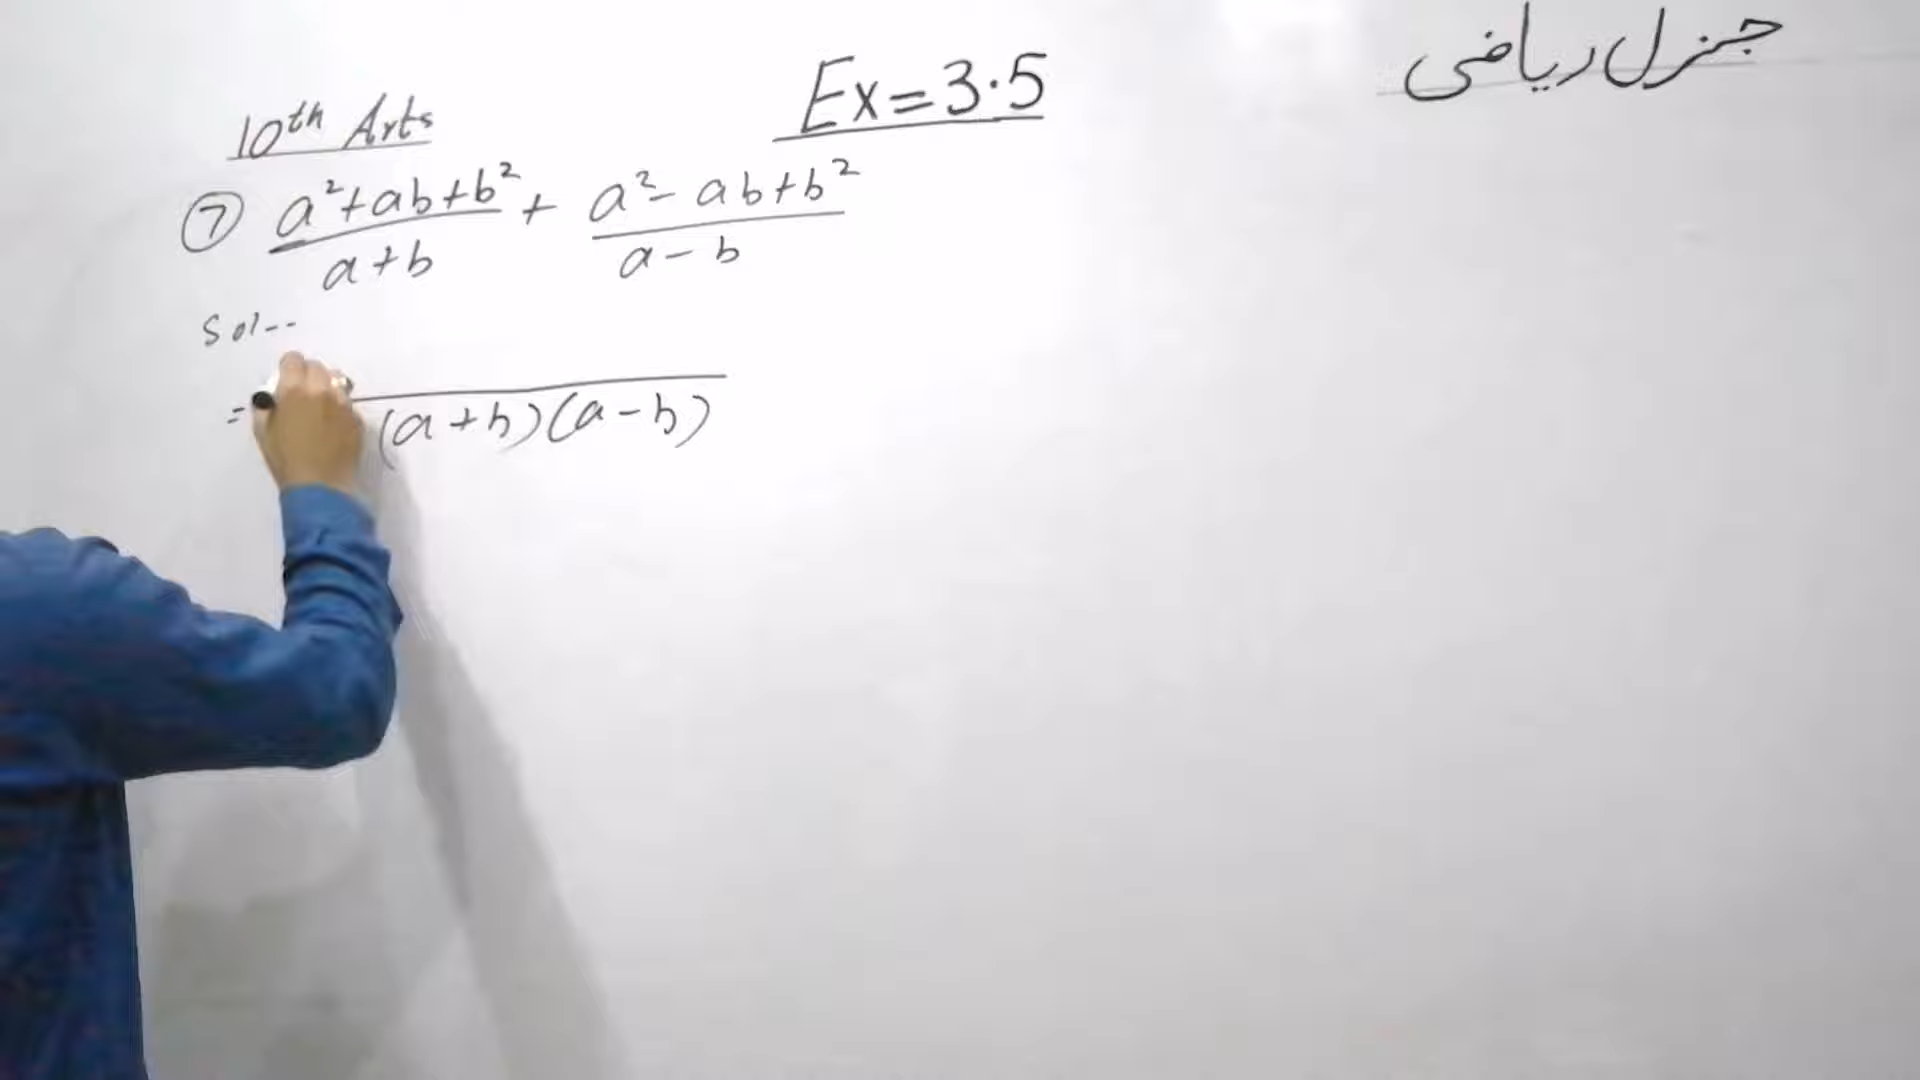 جنرل ریاضی
Ex = 3.5
10th Arts
⑦ (a²+ab+b²)/(a+b) + (a²-ab+b²)/(a-b)
Sol--
= /(a+b)(a-b)